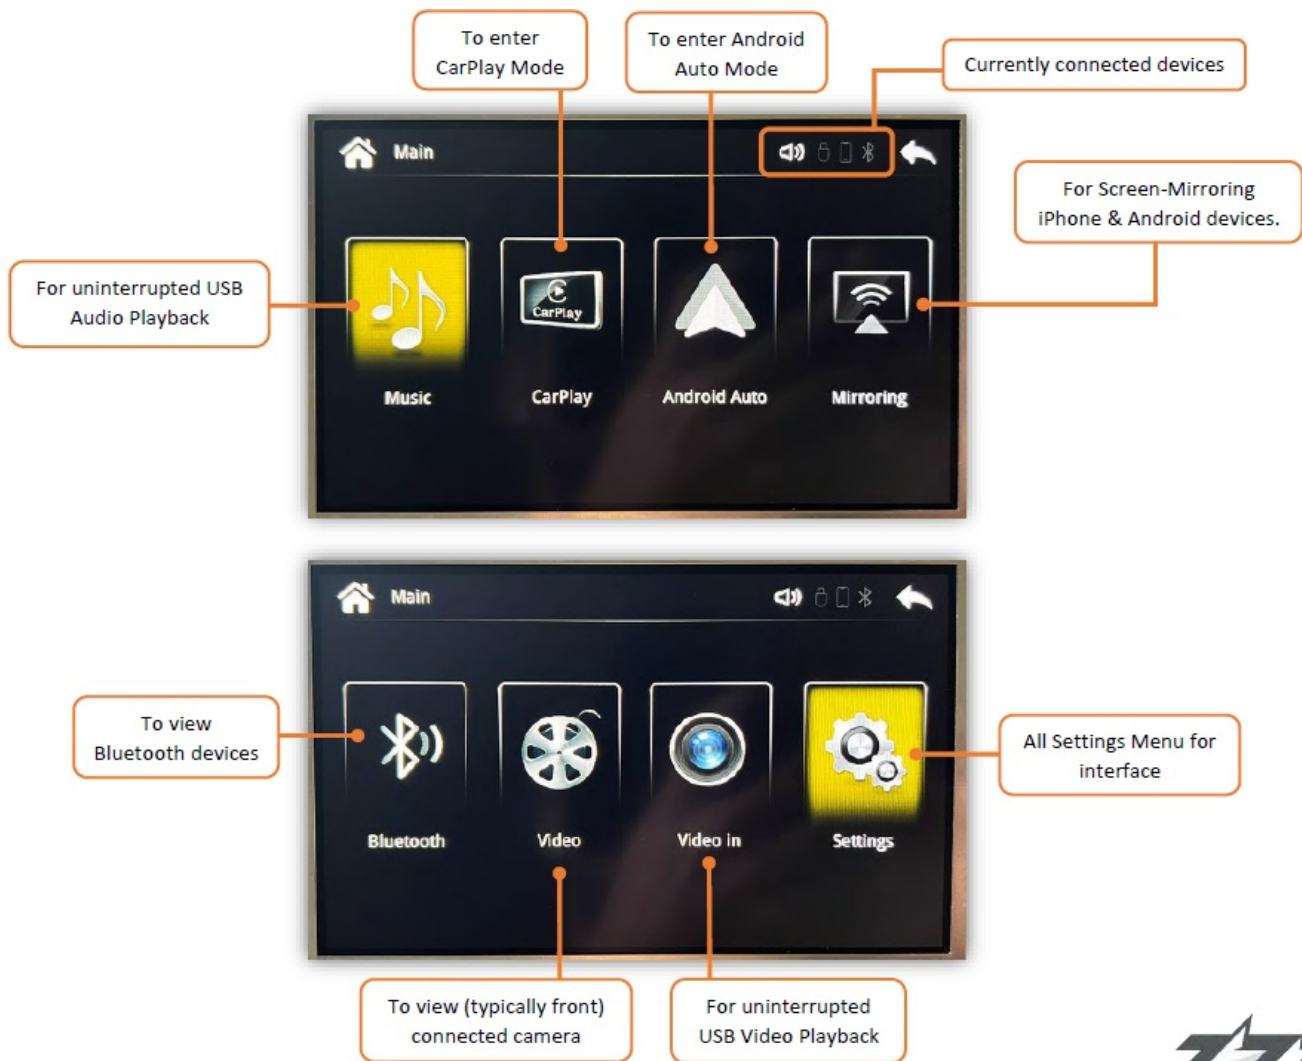 To enter
CarPlay Mode
To enter Android
Auto Mode
Currently connected devices
Main
For Screen-Mirroring
iPhone & Android devices.
For uninterrupted USB
Audio Playback
CarPlay
Music
CarPlay
Android Auto
Mirroring
Main
To view
Bluetooth devices
All Settings Menu for
interface
Bluetooth
Video
Video in
Settings
To view (typically front)
connected camera
For uninterrupted
USB Video Playback